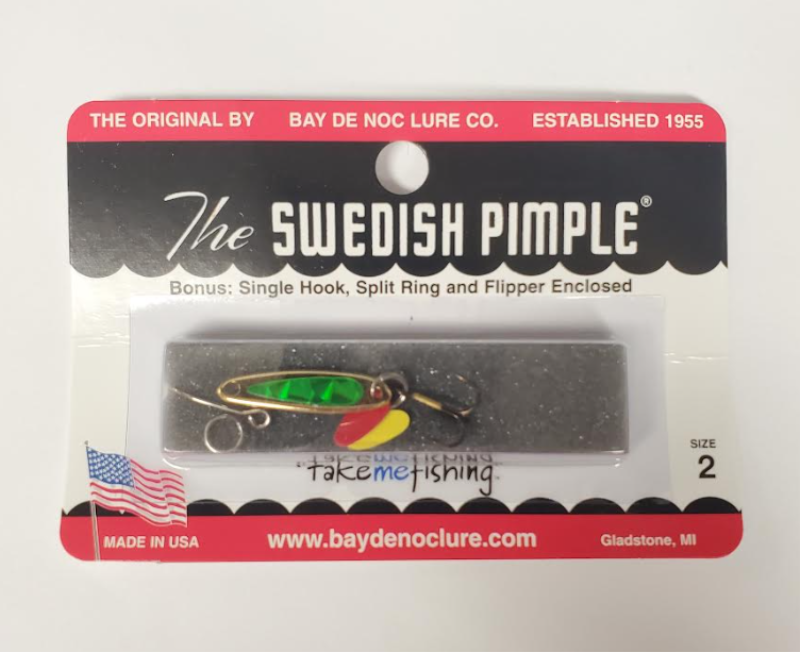 THE ORIGINAL BY BAY DE NOC LURE CO. ESTABLISHED 1955
The SWEDISH PIMPLE®
Bonus: Single Hook, Split Ring and Flipper Enclosed
SIZE
2
takemefishing
MADE IN USA www.baydenoclure.com Gladstone, MI